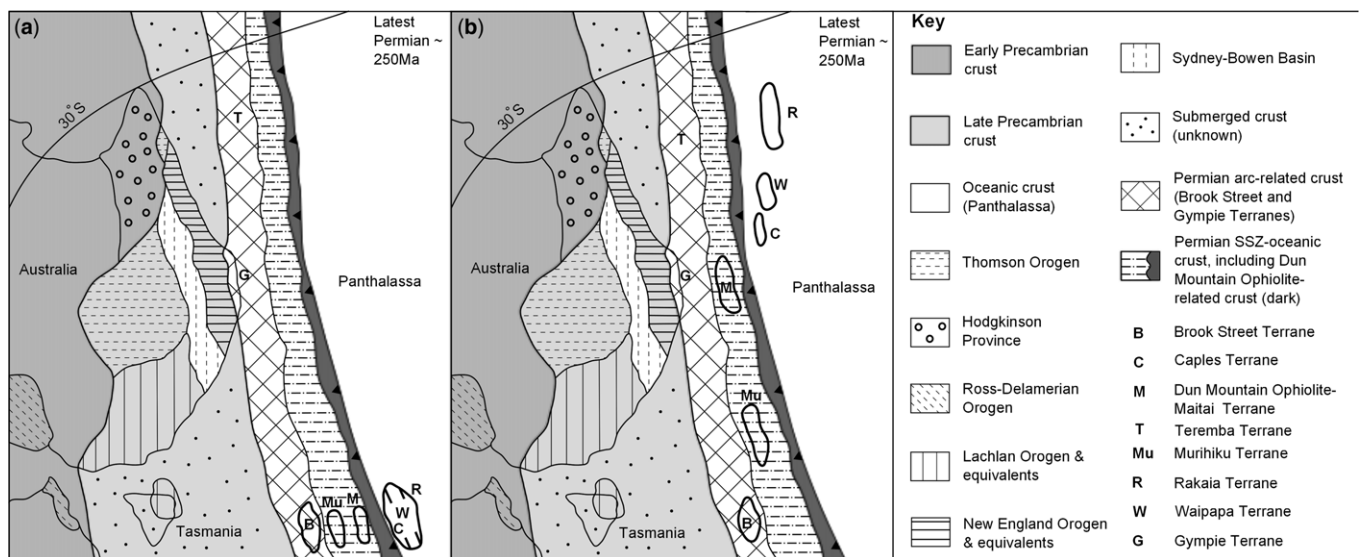 (a)
Latest
Permian ~
250Ma
30°S
T
Australia
G
Panthalassa
Tasmania
B
Mu
M
R
W
C
(b)
Latest
Permian ~
250Ma
30°S
R
T
W
C
Australia
G
M
Panthalassa
Mu
Tasmania
B
Key
Early Precambrian
crust
Late Precambrian
crust
Oceanic crust
(Panthalassa)
Thomson Orogen
Hodgkinson
Province
Ross-Delamerian
Orogen
Lachlan Orogen &
equivalents
New England Orogen
& equivalents
Sydney-Bowen Basin
Submerged crust
(unknown)
Permian arc-related crust
(Brook Street and
Gympie Terranes)
Permian SSZ-oceanic
crust, including Dun
Mountain Ophiolite-
related crust (dark)
B Brook Street Terrane
C Caples Terrane
M Dun Mountain Ophiolite-
Maitai Terrane
T Teremba Terrane
Mu Murihiku Terrane
R Rakaia Terrane
W Waipapa Terrane
G Gympie Terrane